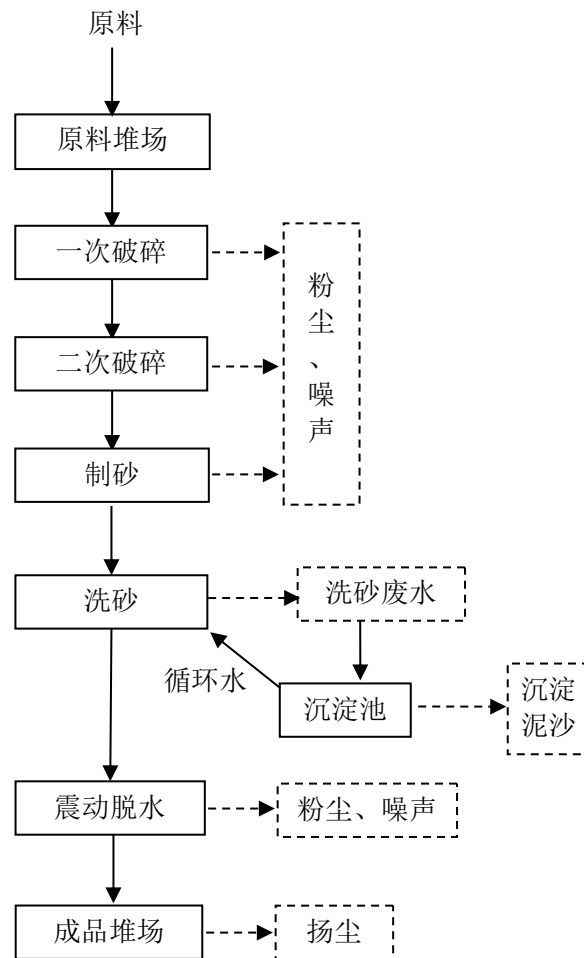 原料
原料堆场
一次破碎
二次破碎
粉
尘
、
噪
声
制砂
洗砂
洗砂废水
循环水
沉淀池
沉淀
泥沙
震动脱水
粉尘、噪声
成品堆场
扬尘